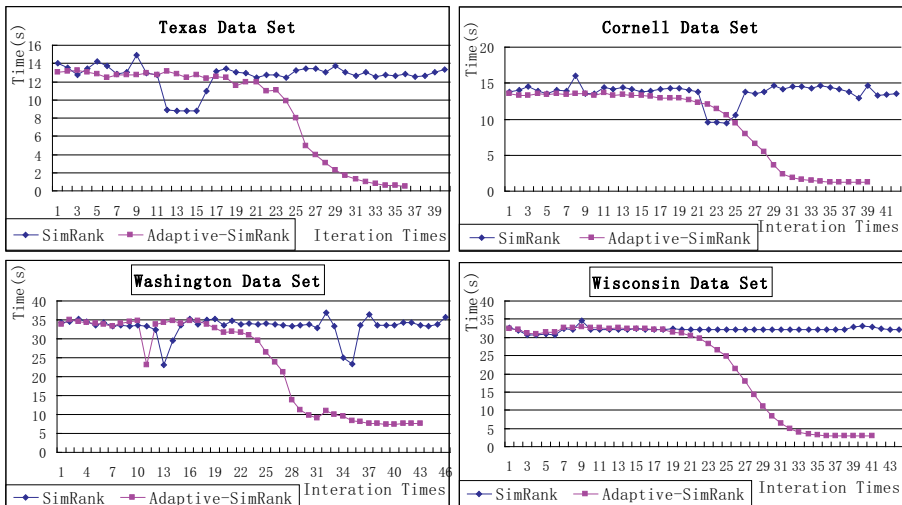 Texas Data Set
Time(s)
16
14
12
10
8
6
4
2
0
1 3 5 7 9 11 13 15 17 19 21 23 25 27 29 31 33 35 37 39
SimRank Adaptive-SimRank
Iteration Times
Cornell Data Set
Time(s)
20
15
10
5
0
1 3 5 7 9 11 13 15 17 19 21 23 25 27 29 31 33 35 37 39 41
SimRank Adaptive-SimRank
Interation Times
Washington Data Set
Time(s)
40
35
30
25
20
15
10
5
0
1 4 7 10 13 16 19 22 25 28 31 34 37 40 43 46
SimRank Adaptive-SimRank
Interation Times
Wisconsin Data Set
Time(s)
40
35
30
25
20
15
10
5
0
1 3 5 7 9 11 13 15 17 19 21 23 25 27 29 31 33 35 37 39 41 43
SimRank Adaptive-SimRank
Interation Times